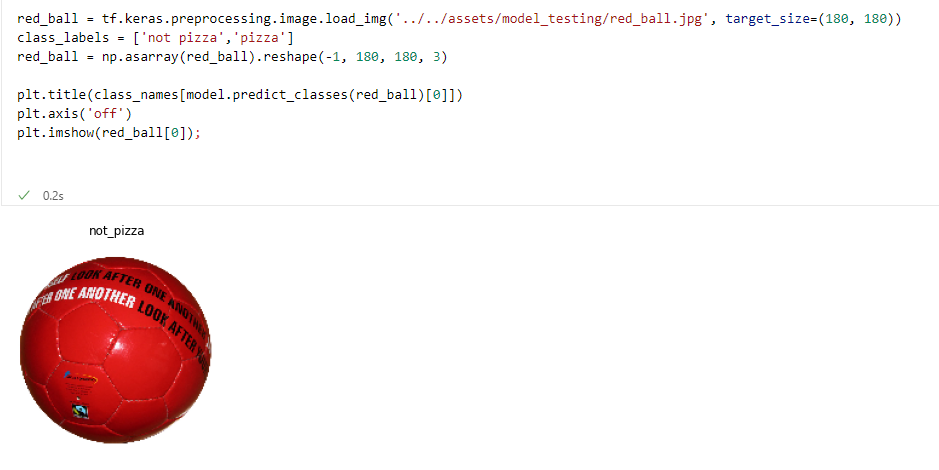 red_ball = tf.keras.preprocessing.image.load_img('../../assets/model_testing/red_ball.jpg', target_size=(180, 180))
class_labels = ['not pizza','pizza']
red_ball = np.asarray(red_ball).reshape(-1, 180, 180, 3)
plt.title(class_names[model.predict_classes(red_ball)[0]])
plt.axis('off')
plt.imshow(red_ball[0]);
0.2s
not_pizza
LOOK AFTER ONE
ONE ANOTHER LOOK AFTER